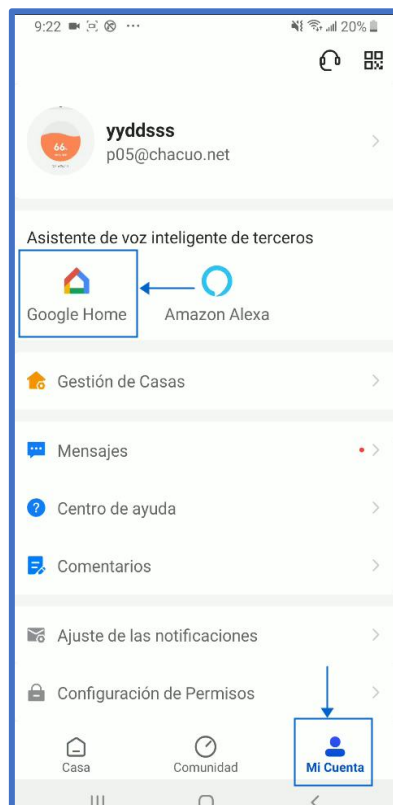 9:22 20%
yyddsss
66
p05@chacuo.net
Asistente de voz inteligente de terceros
Google Home Amazon Alexa
Gestión de Casas
Mensajes
Centro de ayuda
Comentarios
Ajuste de las notificaciones
Configuración de Permisos
Casa Comunidad Mi Cuenta